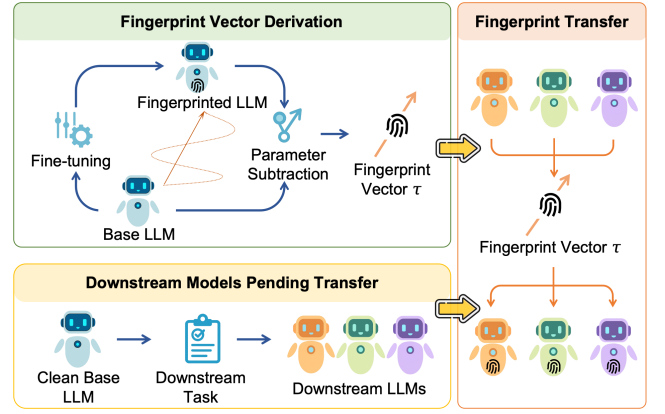 Fingerprint Vector Derivation
Fingerprinted LLM
Fine-tuning
Parameter
Subtraction
Fingerprint
Vector τ
Base LLM
Downstream Models Pending Transfer
Clean Base
LLM
Downstream
Task
Downstream LLMs
Fingerprint Transfer
Fingerprint Vector τ